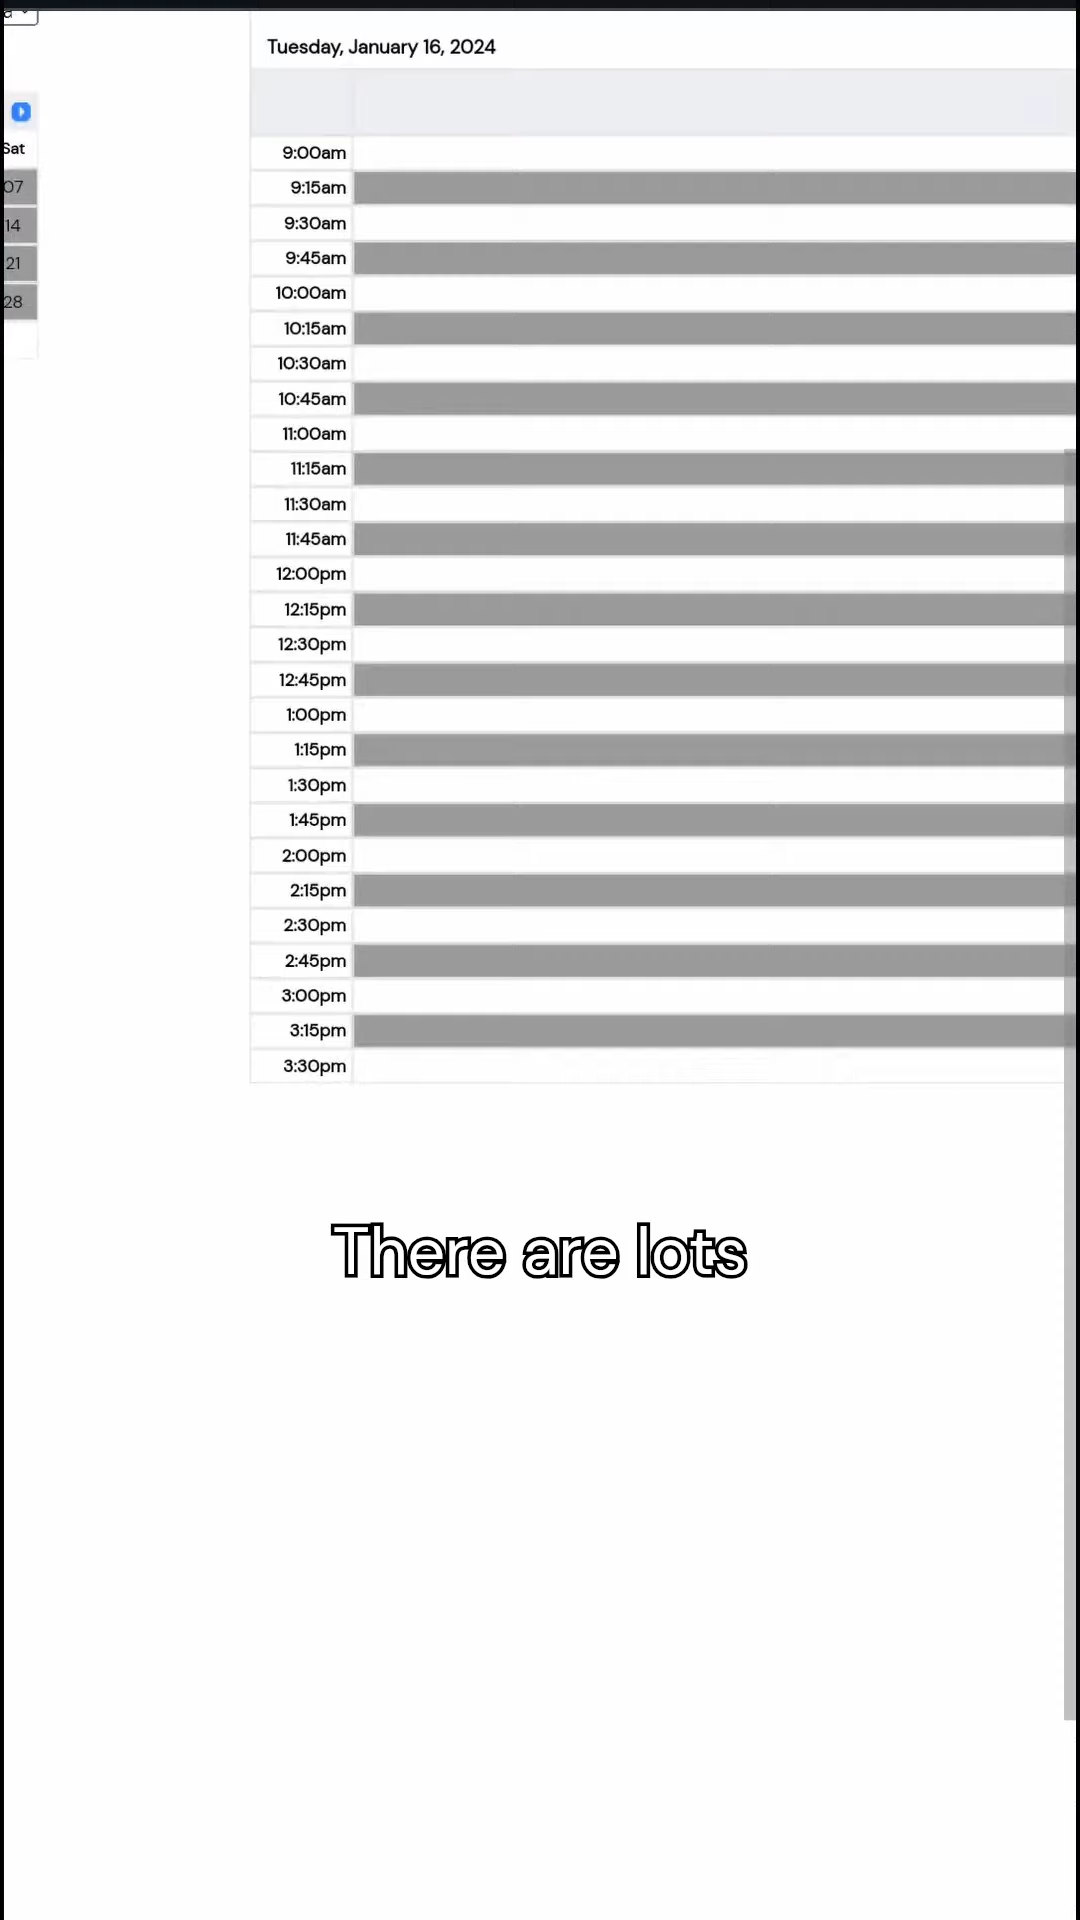 Tuesday, January 16, 2024
Sat
07
14
21
28
9:00am
9:15am
9:30am
9:45am
10:00am
10:15am
10:30am
10:45am
11:00am
11:15am
11:30am
11:45am
12:00pm
12:15pm
12:30pm
12:45pm
1:00pm
1:15pm
1:30pm
1:45pm
2:00pm
2:15pm
2:30pm
2:45pm
3:00pm
3:15pm
3:30pm
There are lots